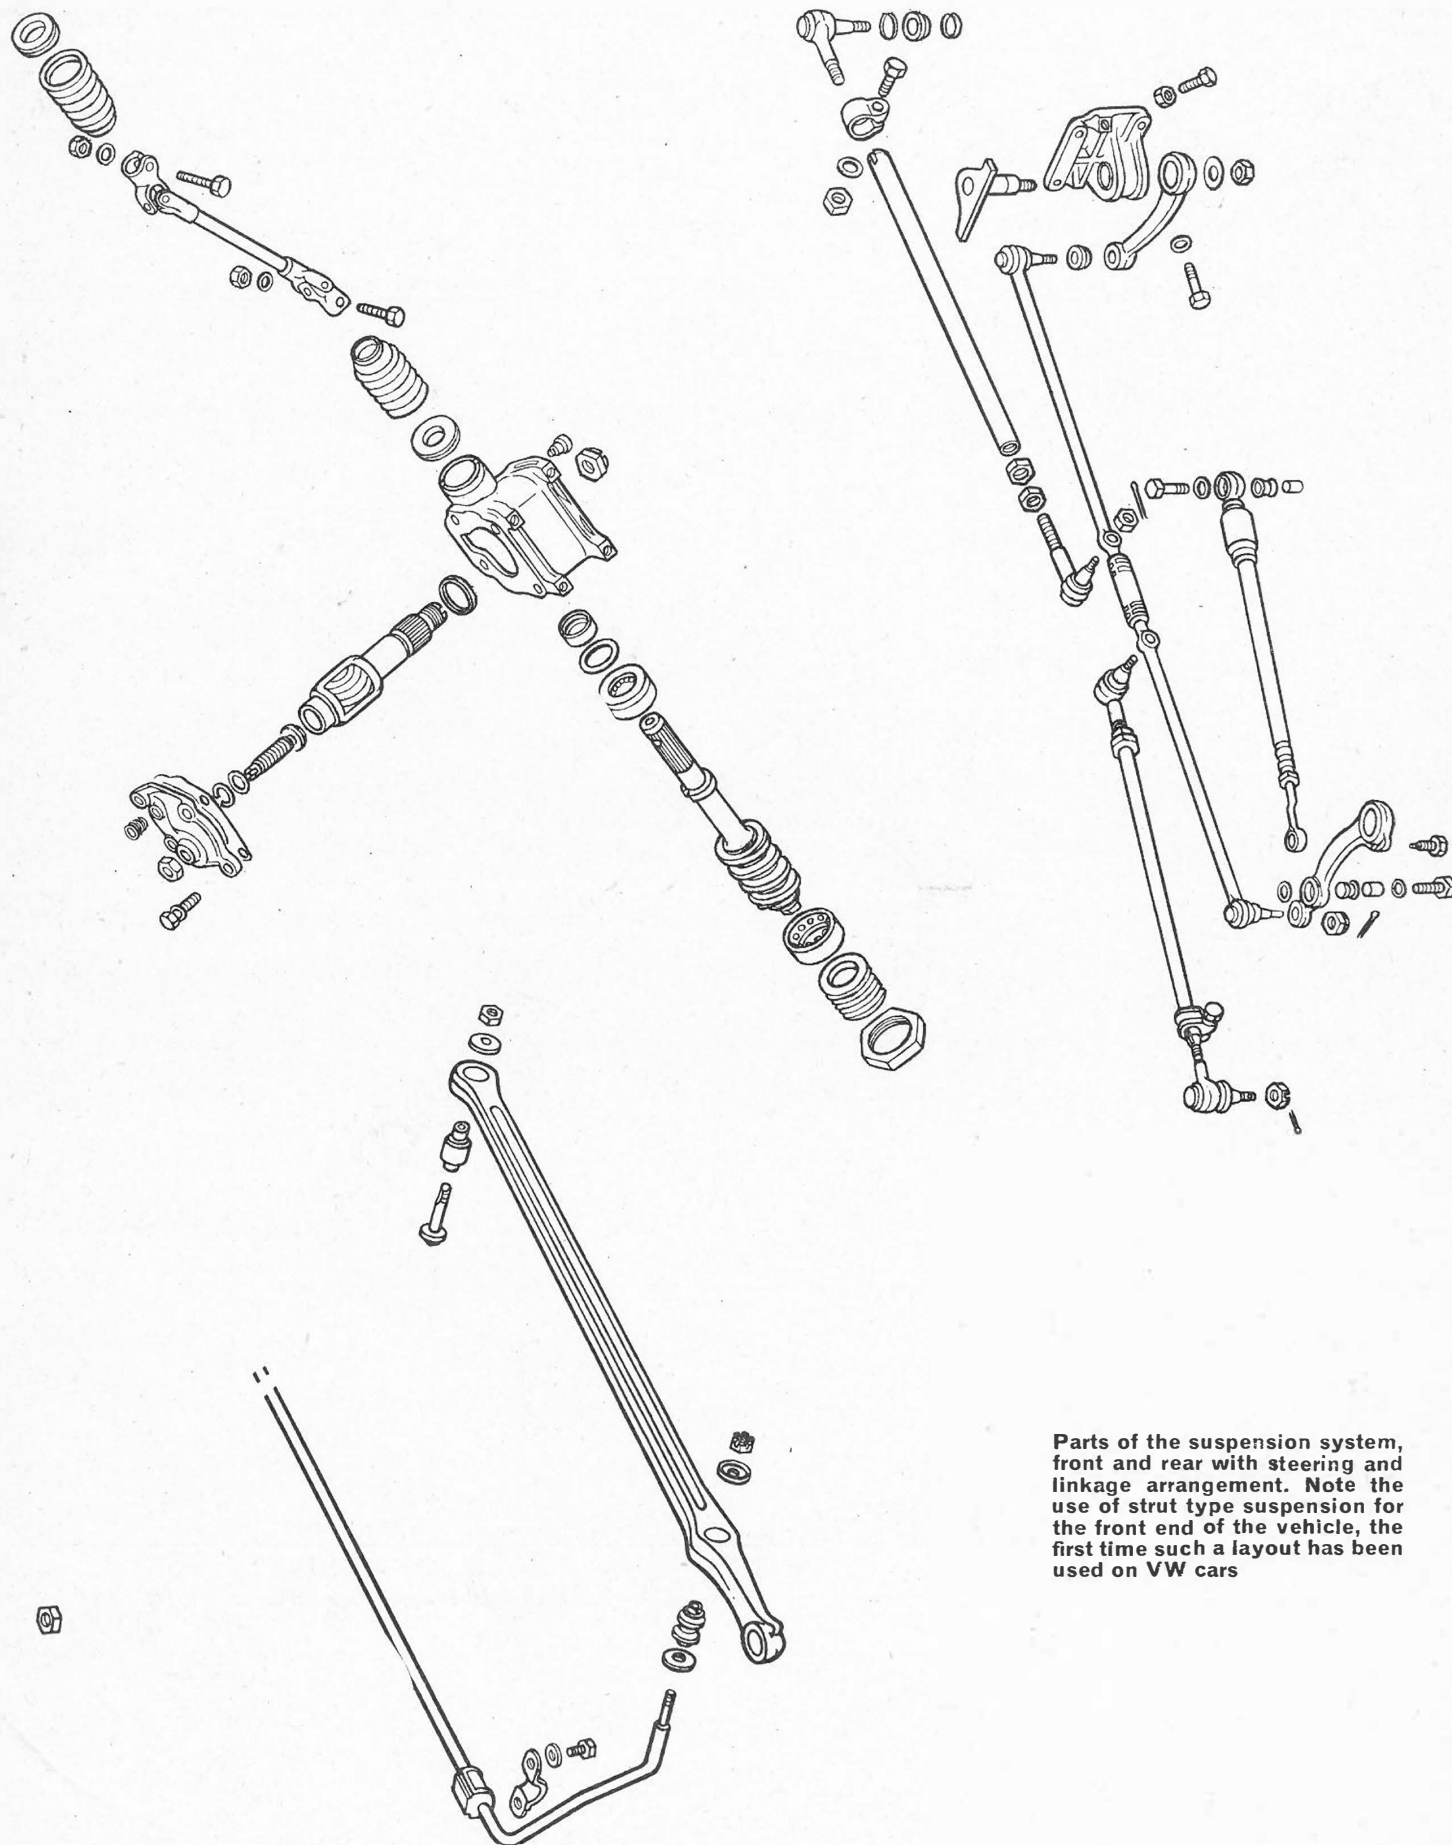 Parts of the suspension system,
front and rear with steering and
linkage arrangement. Note the
use of strut type suspension for
the front end of the vehicle, the
first time such a layout has been
used on VW cars